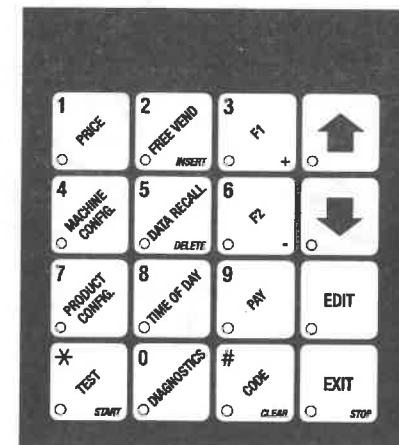 1 PRICE
2 FREE VEND INSERT
3 F1 +
4 MACHINE CONFIG.
5 DATA RECALL DELETE
6 F2 -
7 PRODUCT CONFIG.
8 TIME OF DAY
9 PAY
EDIT
* TEST START
0 DIAGNOSTICS
# CODE CLEAR
EXIT STOP